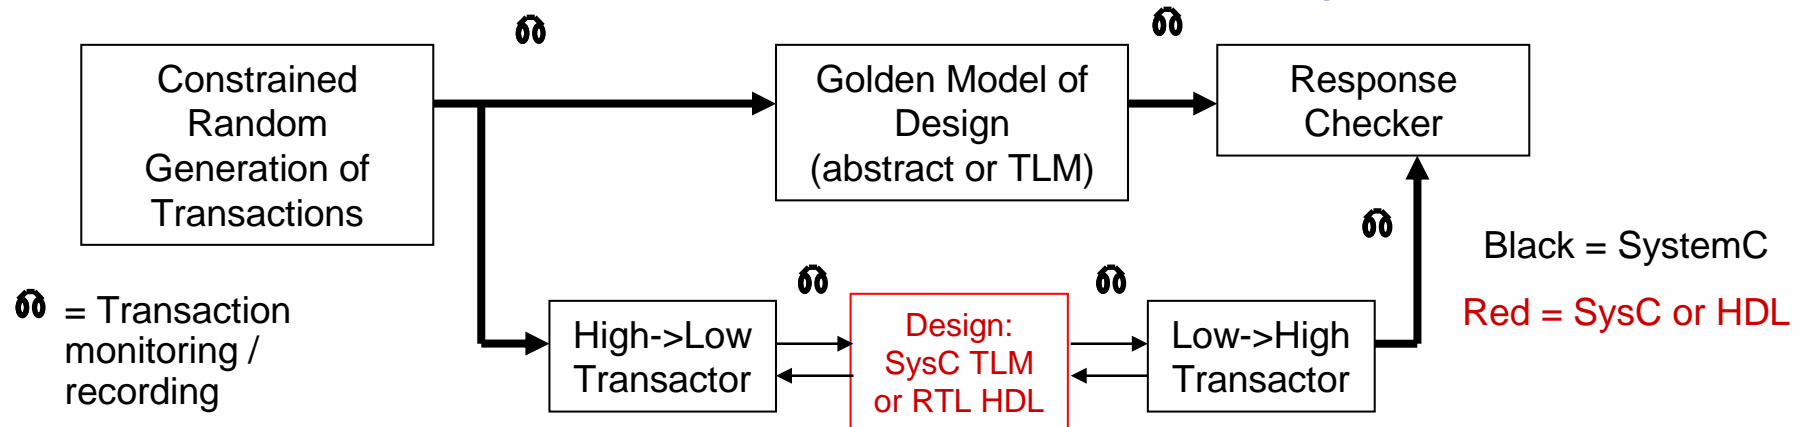 Constrained
Random
Generation of
Transactions
Golden Model of
Design
(abstract or TLM)
Response
Checker
= Transaction
monitoring /
recording
High->Low
Transactor
Design:
SysC TLM
or RTL HDL
Low->High
Transactor
Black = SystemC
Red = SysC or HDL